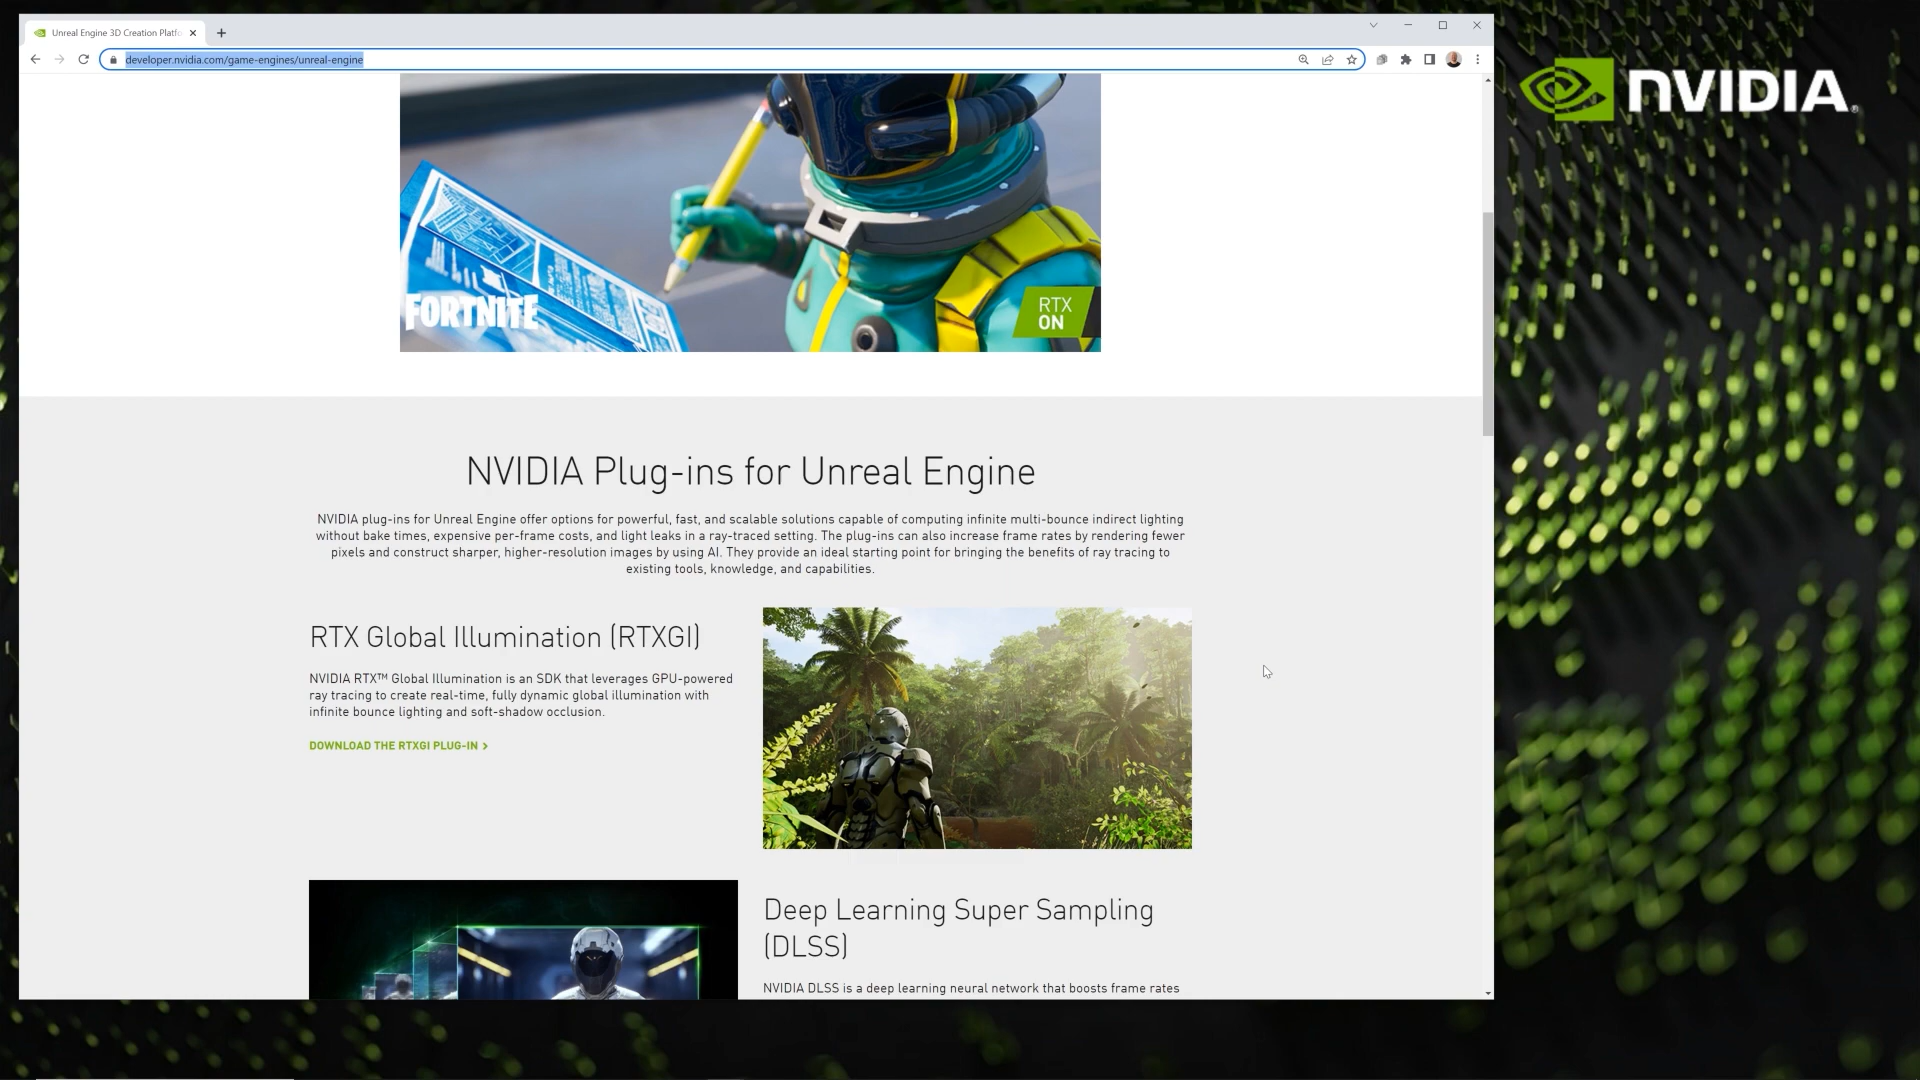 Unreal Engine 3D Creation Platfo
developer.nvidia.com/game-engines/unreal-engine
NVIDIA
FORTNITE
RTX
ON
NVIDIA Plug-ins for Unreal Engine
NVIDIA plug-ins for Unreal Engine offer options for powerful, fast, and scalable solutions capable of computing infinite multi-bounce indirect lighting
without bake times, expensive per-frame costs, and light leaks in a ray-traced setting. The plug-ins can also increase frame rates by rendering fewer
pixels and construct sharper, higher-resolution images by using AI. They provide an ideal starting point for bringing the benefits of ray tracing to
existing tools, knowledge, and capabilities.
RTX Global Illumination (RTXGI)
NVIDIA RTX™ Global Illumination is an SDK that leverages GPU-powered
ray tracing to create real-time, fully dynamic global illumination with
infinite bounce lighting and soft-shadow occlusion.
DOWNLOAD THE RTXGI PLUG-IN >
Deep Learning Super Sampling
(DLSS)
NVIDIA DLSS is a deep learning neural network that boosts frame rates